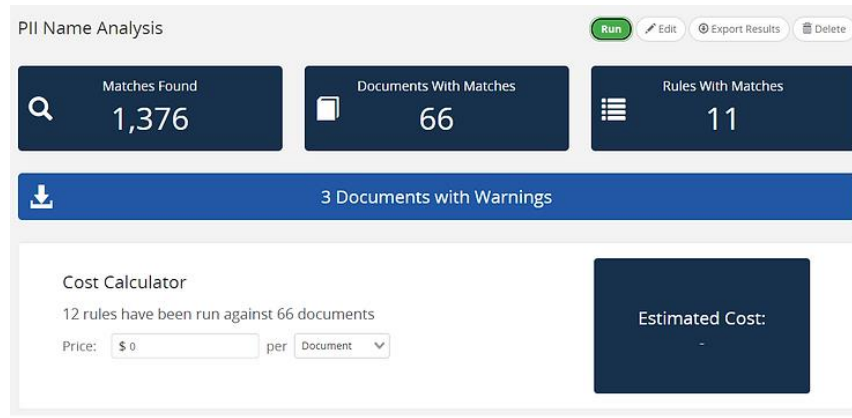 PII Name Analysis
Run
Edit
Export Results
Delete
Matches Found
1,376
Documents With Matches
66
Rules With Matches
11
3 Documents with Warnings
Cost Calculator
12 rules have been run against 66 documents
Price: $ 0 per Document
Estimated Cost:
-